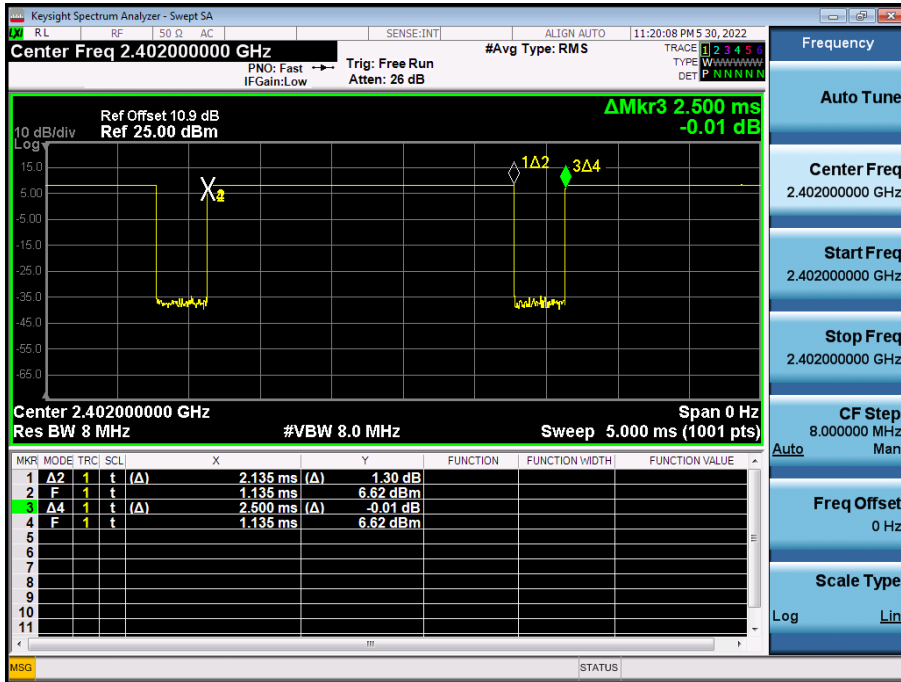 Keysight Spectrum Analyzer - Swept SA
LXI RL RF 50 Ω AC SENSE:INT ALIGN AUTO 11:20:08 PM 5 30, 2022
Center Freq 2.402000000 GHz
PNO: Fast
IFGain:Low
Trig: Free Run
Atten: 26 dB
#Avg Type: RMS
TRACE 1 2 3 4 5 6
TYPE WWWWWWW
DET P N N N N N
ΔMkr3 2.500 ms
-0.01 dB
Ref Offset 10.9 dB
10 dB/div Ref 25.00 dBm
Log
15.0
5.00
-5.00
-15.0
-25.0
-35.0
-45.0
-55.0
-65.0
1Δ2
3Δ4
Center 2.402000000 GHz Span 0 Hz
Res BW 8 MHz #VBW 8.0 MHz Sweep 5.000 ms (1001 pts)
MKR MODE TRC SCL X Y FUNCTION FUNCTION WIDTH FUNCTION VALUE
1 Δ2 1 t (Δ) 2.135 ms (Δ) 1.30 dB
2 F 1 t 1.135 ms 6.62 dBm
3 Δ4 1 t (Δ) 2.500 ms (Δ) -0.01 dB
4 F 1 t 1.135 ms 6.62 dBm
5
6
7
8
9
10
11
MSG STATUS
Frequency
Auto Tune
Center Freq
2.402000000 GHz
Start Freq
2.402000000 GHz
Stop Freq
2.402000000 GHz
CF Step
8.000000 MHz
Auto Man
Freq Offset
0 Hz
Scale Type
Log Lin